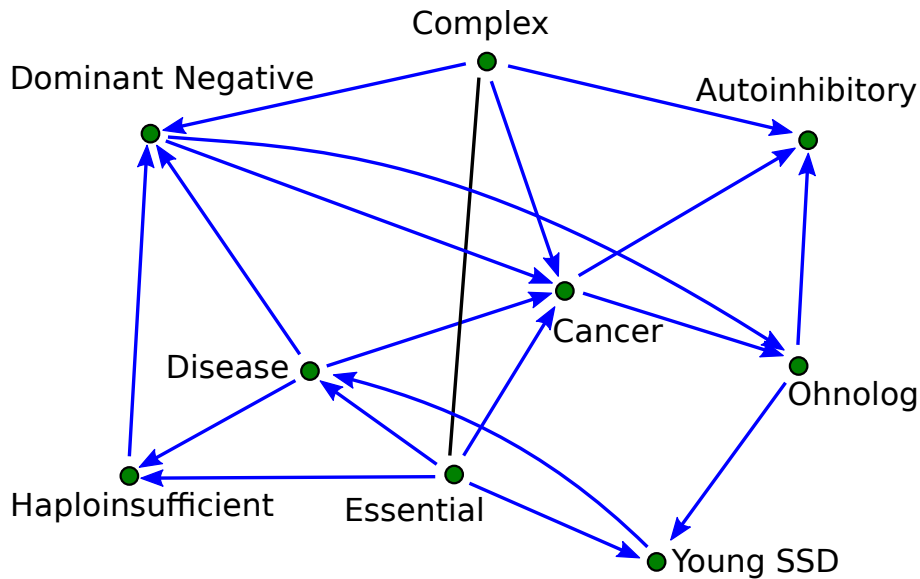 Complex
Dominant Negative
Autoinhibitory
Cancer
Disease
Ohnolog
Haploinsufficient
Essential
Young SSD